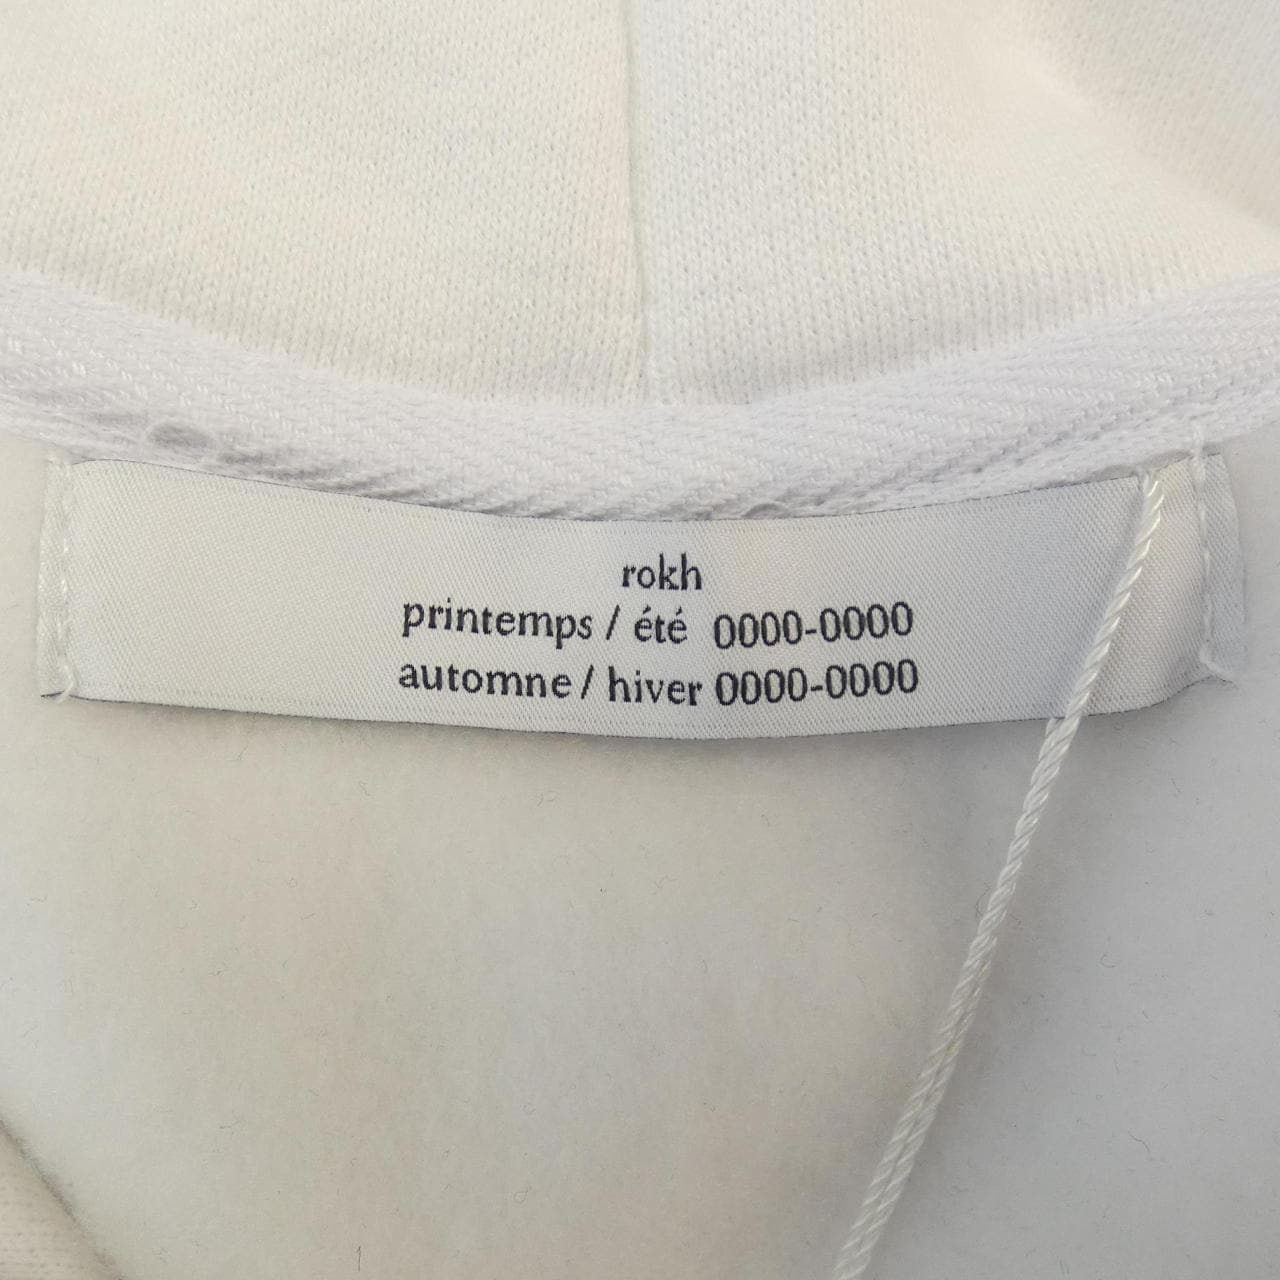 rokh
printemps / été 0000-0000
automne / hiver 0000-0000